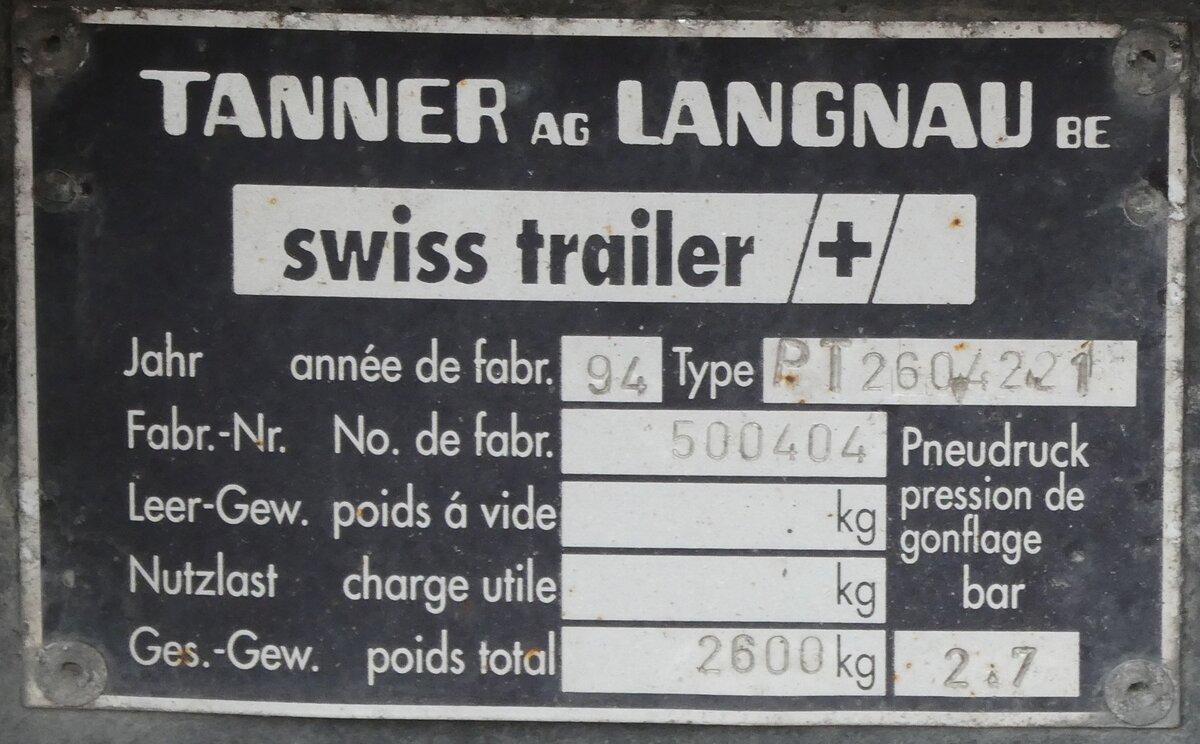 TANNER AG LANGNAU BE
swiss trailer
Jahr année de fabr. 94 Type PT2604221
Fabr.-Nr. No. de fabr. 500404
Leer-Gew. poids á vide kg
Nutzlast charge utile kg
Ges.-Gew. poids total 2600 kg
Pneudruck
pression de
gonflage
bar
2.7